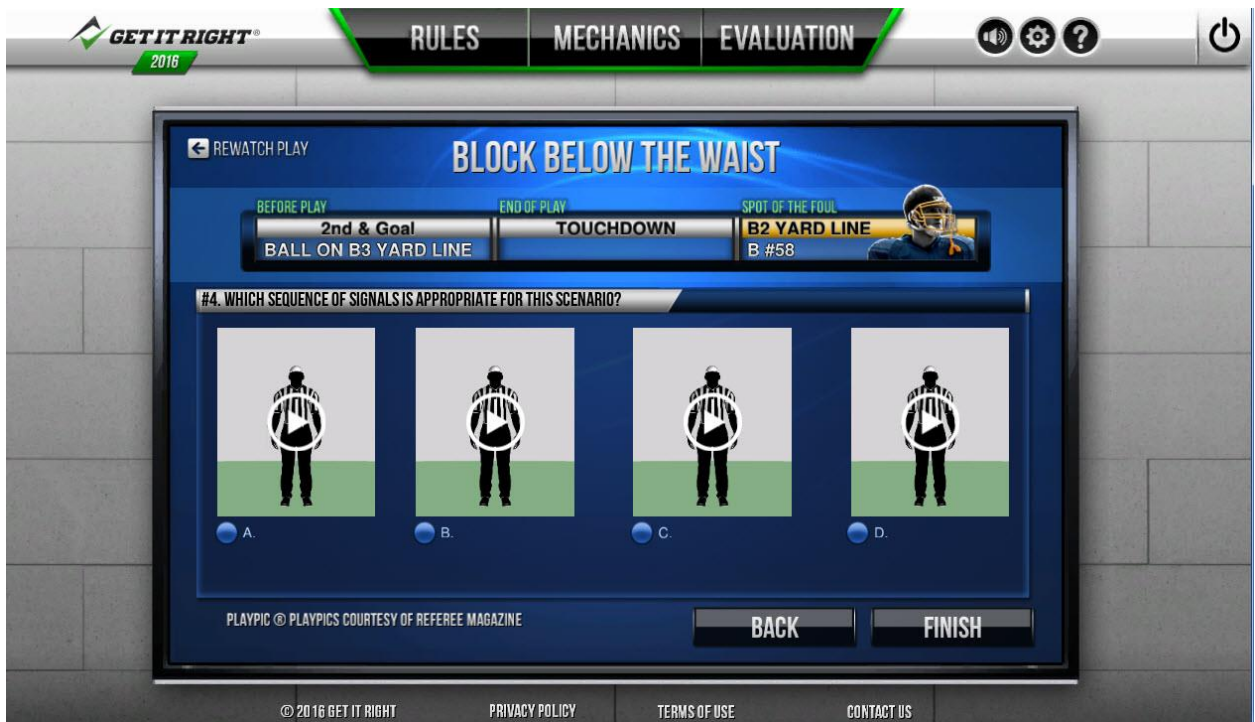 GET IT RIGHT®
2016
RULES
MECHANICS
EVALUATION
?
REWATCH PLAY
BLOCK BELOW THE WAIST
BEFORE PLAY
END OF PLAY
SPOT OF THE FOUL
2nd & Goal
TOUCHDOWN
B2 YARD LINE
BALL ON B3 YARD LINE
B #58
#4. WHICH SEQUENCE OF SIGNALS IS APPROPRIATE FOR THIS SCENARIO?
A.
B.
C.
D.
PLAYPIC ® PLAYPICS COURTESY OF REFEREE MAGAZINE
BACK
FINISH
© 2016 GET IT RIGHT
PRIVACY POLICY
TERMS OF USE
CONTACT US